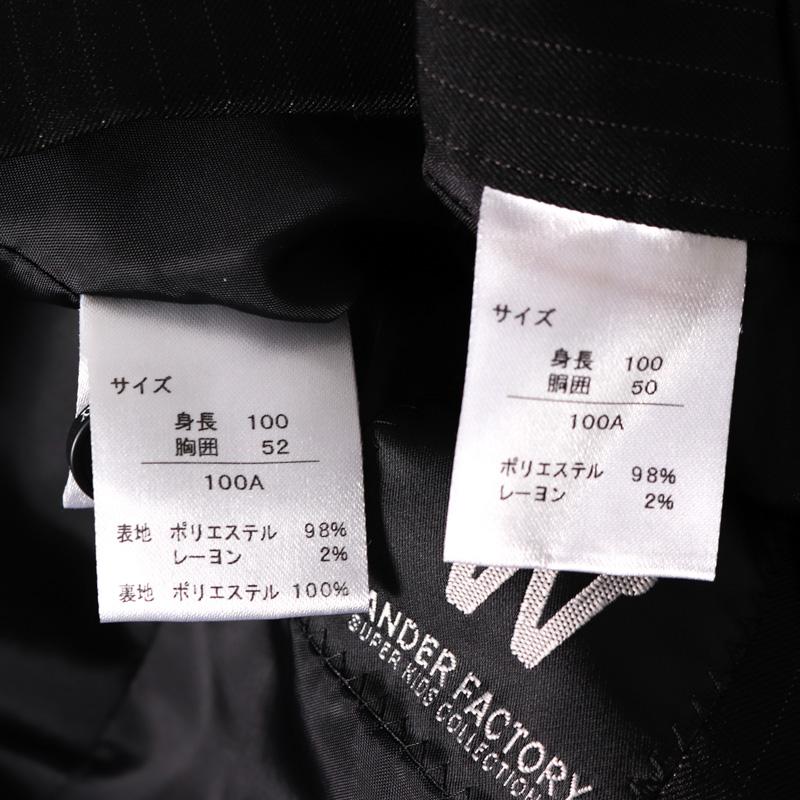 サイズ
身長 100
胸囲 52
100A
表地 ポリエステル 98%
レーヨン 2%
裏地 ポリエステル 100%
サイズ
身長 100
胴囲 50
100A
ポリエステル 98%
レーヨン 2%
ANDER FACTORY
SUPER KIDS COLLECTION